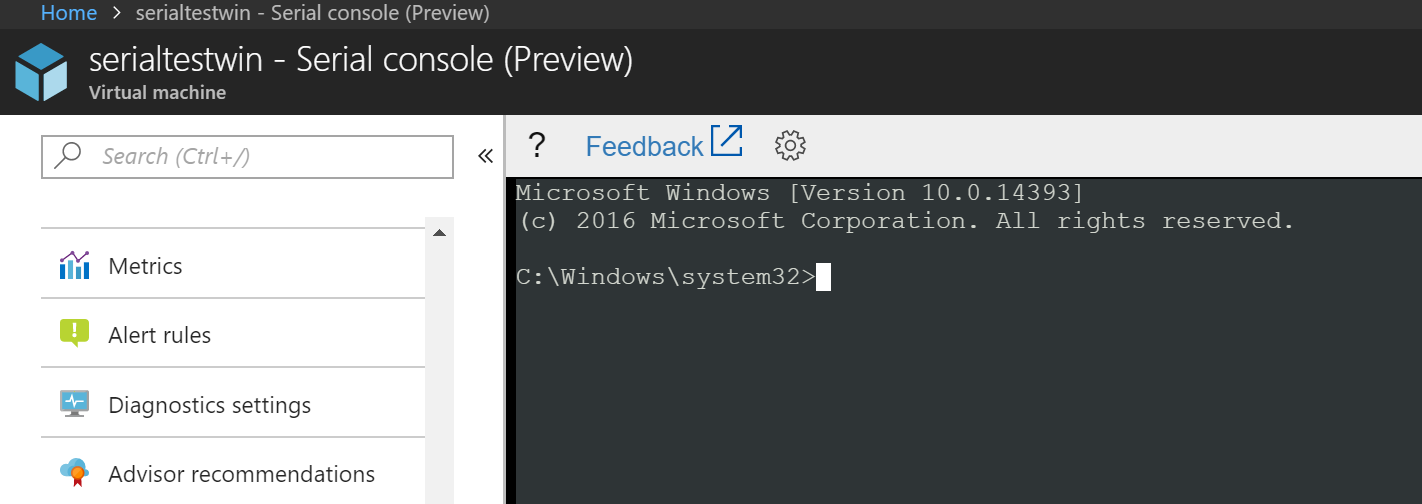 Home > serialtestwin - Serial console (Preview)
serialtestwin - Serial console (Preview)
Virtual machine
Search (Ctrl+/)
«
? Feedback
Metrics
Alert rules
Diagnostics settings
Advisor recommendations
Microsoft Windows [Version 10.0.14393]
(c) 2016 Microsoft Corporation. All rights reserved.
C:\Windows\system32>